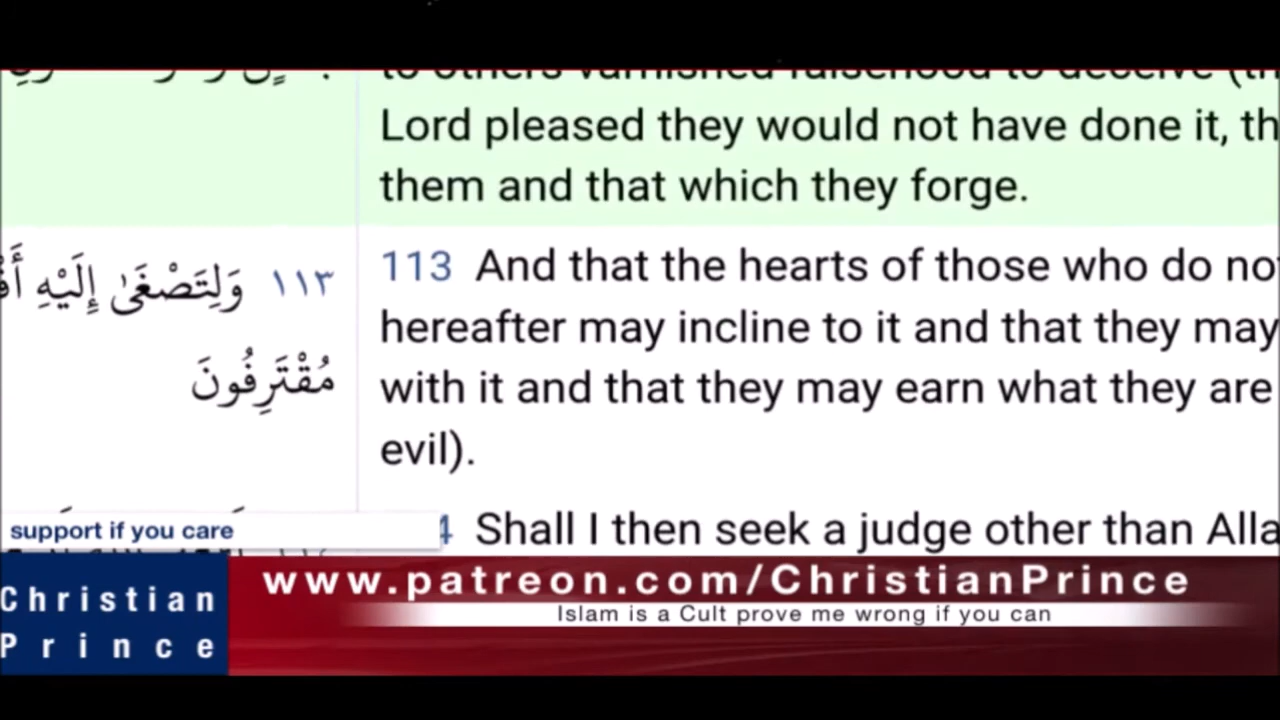 Lord pleased they would not have done it, th
them and that which they forge.
١١٣ وَلِتَصْغَىٰ إِلَيْهِ
مُقْتَرِفُونَ
113 And that the hearts of those who do no
hereafter may incline to it and that they may
with it and that they may earn what they are
evil).
4 Shall I then seek a judge other than Alla
support if you care
Christian
Prince
www.patreon.com/ChristianPrince
Islam is a Cult prove me wrong if you can